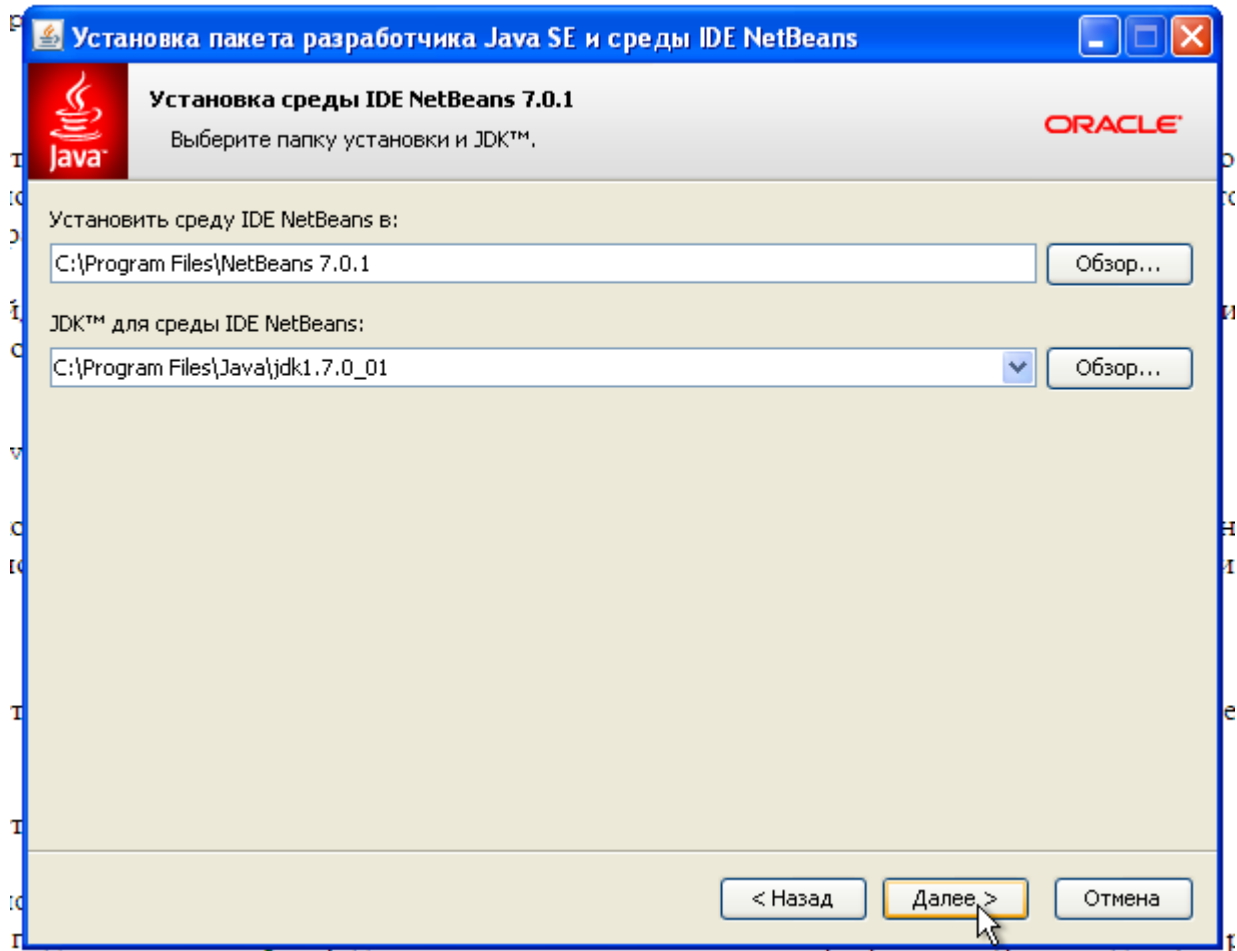 Установка пакета разработчика Java SE и среды IDE NetBeans
Java
Установка среды IDE NetBeans 7.0.1
Выберите папку установки и JDK™.
ORACLE
Установить среду IDE NetBeans в:
C:\Program Files\NetBeans 7.0.1
Обзор...
JDK™ для среды IDE NetBeans:
C:\Program Files\Java\jdk1.7.0_01
Обзор...
< Назад
Далее >
Отмена